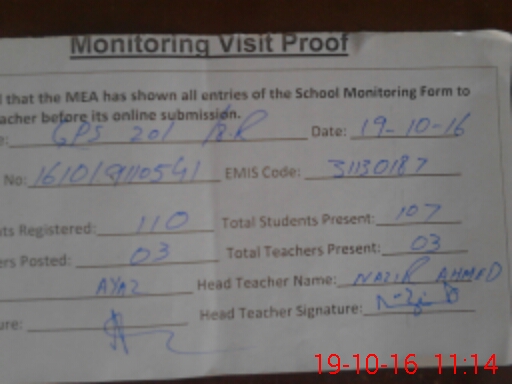 Monitoring Visit Proof
that the MEA has shown all entries of the School Monitoring Form to
acher before its online submission.
e: GPS 201 Date: 19-10-16
No: EMIS Code: 31130187
ts Registered: 110 Total Students Present: 107
ers Posted: 03 Total Teachers Present: 03
AYAZ Head Teacher Name: NAZIR AHMED
ure: Head Teacher Signature:
19-10-16 11:14